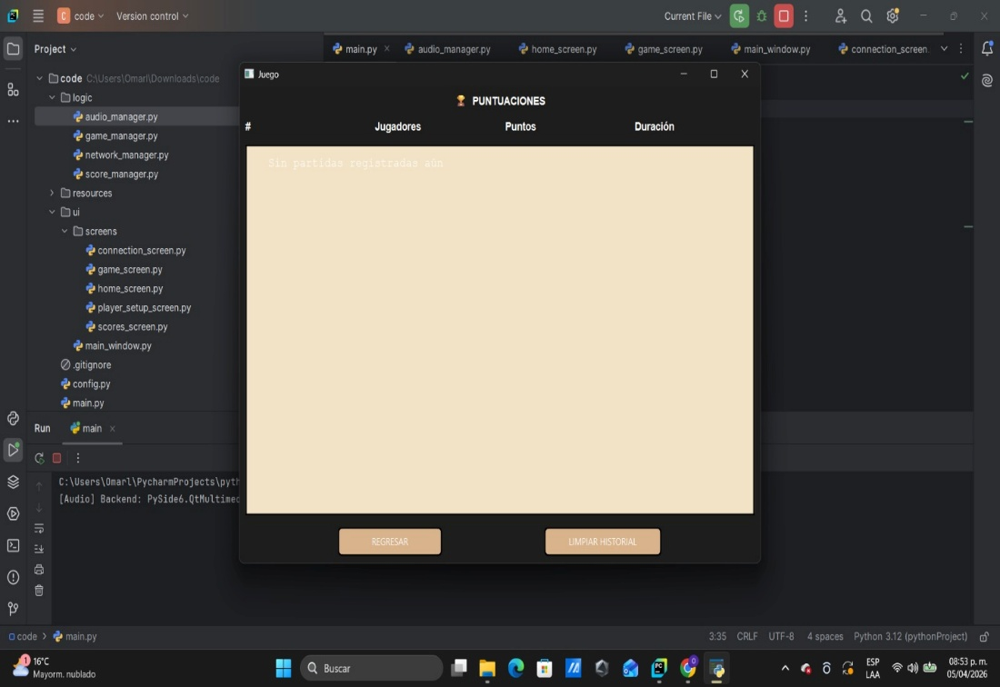 code
Version control
Current File
Project
main.py
audio_manager.py
home_screen.py
game_screen.py
main_window.py
connection_screen.
code C:\Users\Omarl\Downloads\code
logic
audio_manager.py
game_manager.py
network_manager.py
score_manager.py
resources
ui
screens
connection_screen.py
game_screen.py
home_screen.py
player_setup_screen.py
scores_screen.py
main_window.py
.gitignore
config.py
main.py
Juego
PUNTUACIONES
# Jugadores Puntos Duración
Sin partidas registradas aún
REGRESAR
LIMPIAR HISTORIAL
Run
main
C:\Users\Omarl\PycharmProjects\pyth
[Audio] Backend: PySide6.QtMultimed
code > main.py
3:35 CRLF UTF-8 4 spaces Python 3.12 (pythonProject)
1
16°C
Mayorm. nublado
Buscar
PC
0
ESP
LAA
08:53 p. m.
05/04/2026